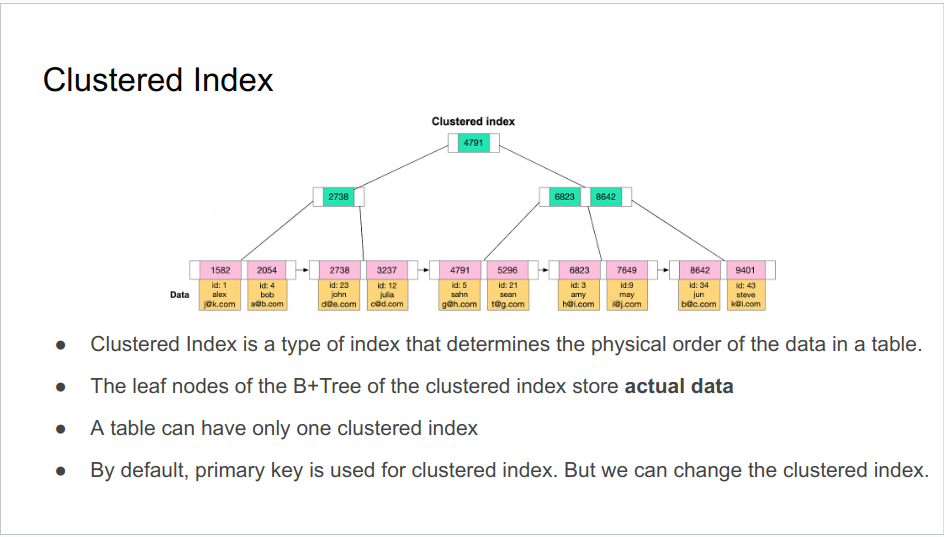 Clustered Index
Clustered index
4791
2738 6823 8642
1582 2054 2738 3237 4791 5296 6823 7649 8642 9401
Data
id: 1 id: 4 id: 23 id: 12 id: 5 id: 21 id: 3 id:9 id: 34 id: 43
alex bob john julia sahn sean amy may jun steve
j@k.com a@b.com d@e.com c@d.com g@h.com t@g.com h@i.com i@j.com b@c.com k@i.com
● Clustered Index is a type of index that determines the physical order of the data in a table.
● The leaf nodes of the B+Tree of the clustered index store actual data
● A table can have only one clustered index
● By default, primary key is used for clustered index. But we can change the clustered index.